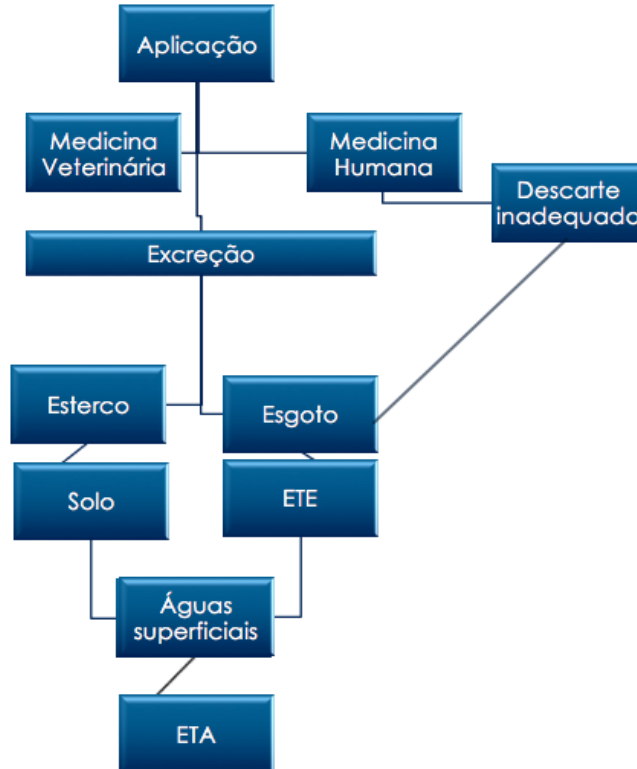 Aplicação
Medicina
Veterinária
Medicina
Humana
Descarte
inadequado
Excreção
Esterco
Esgoto
Solo
ETE
Águas
superficiais
ETA